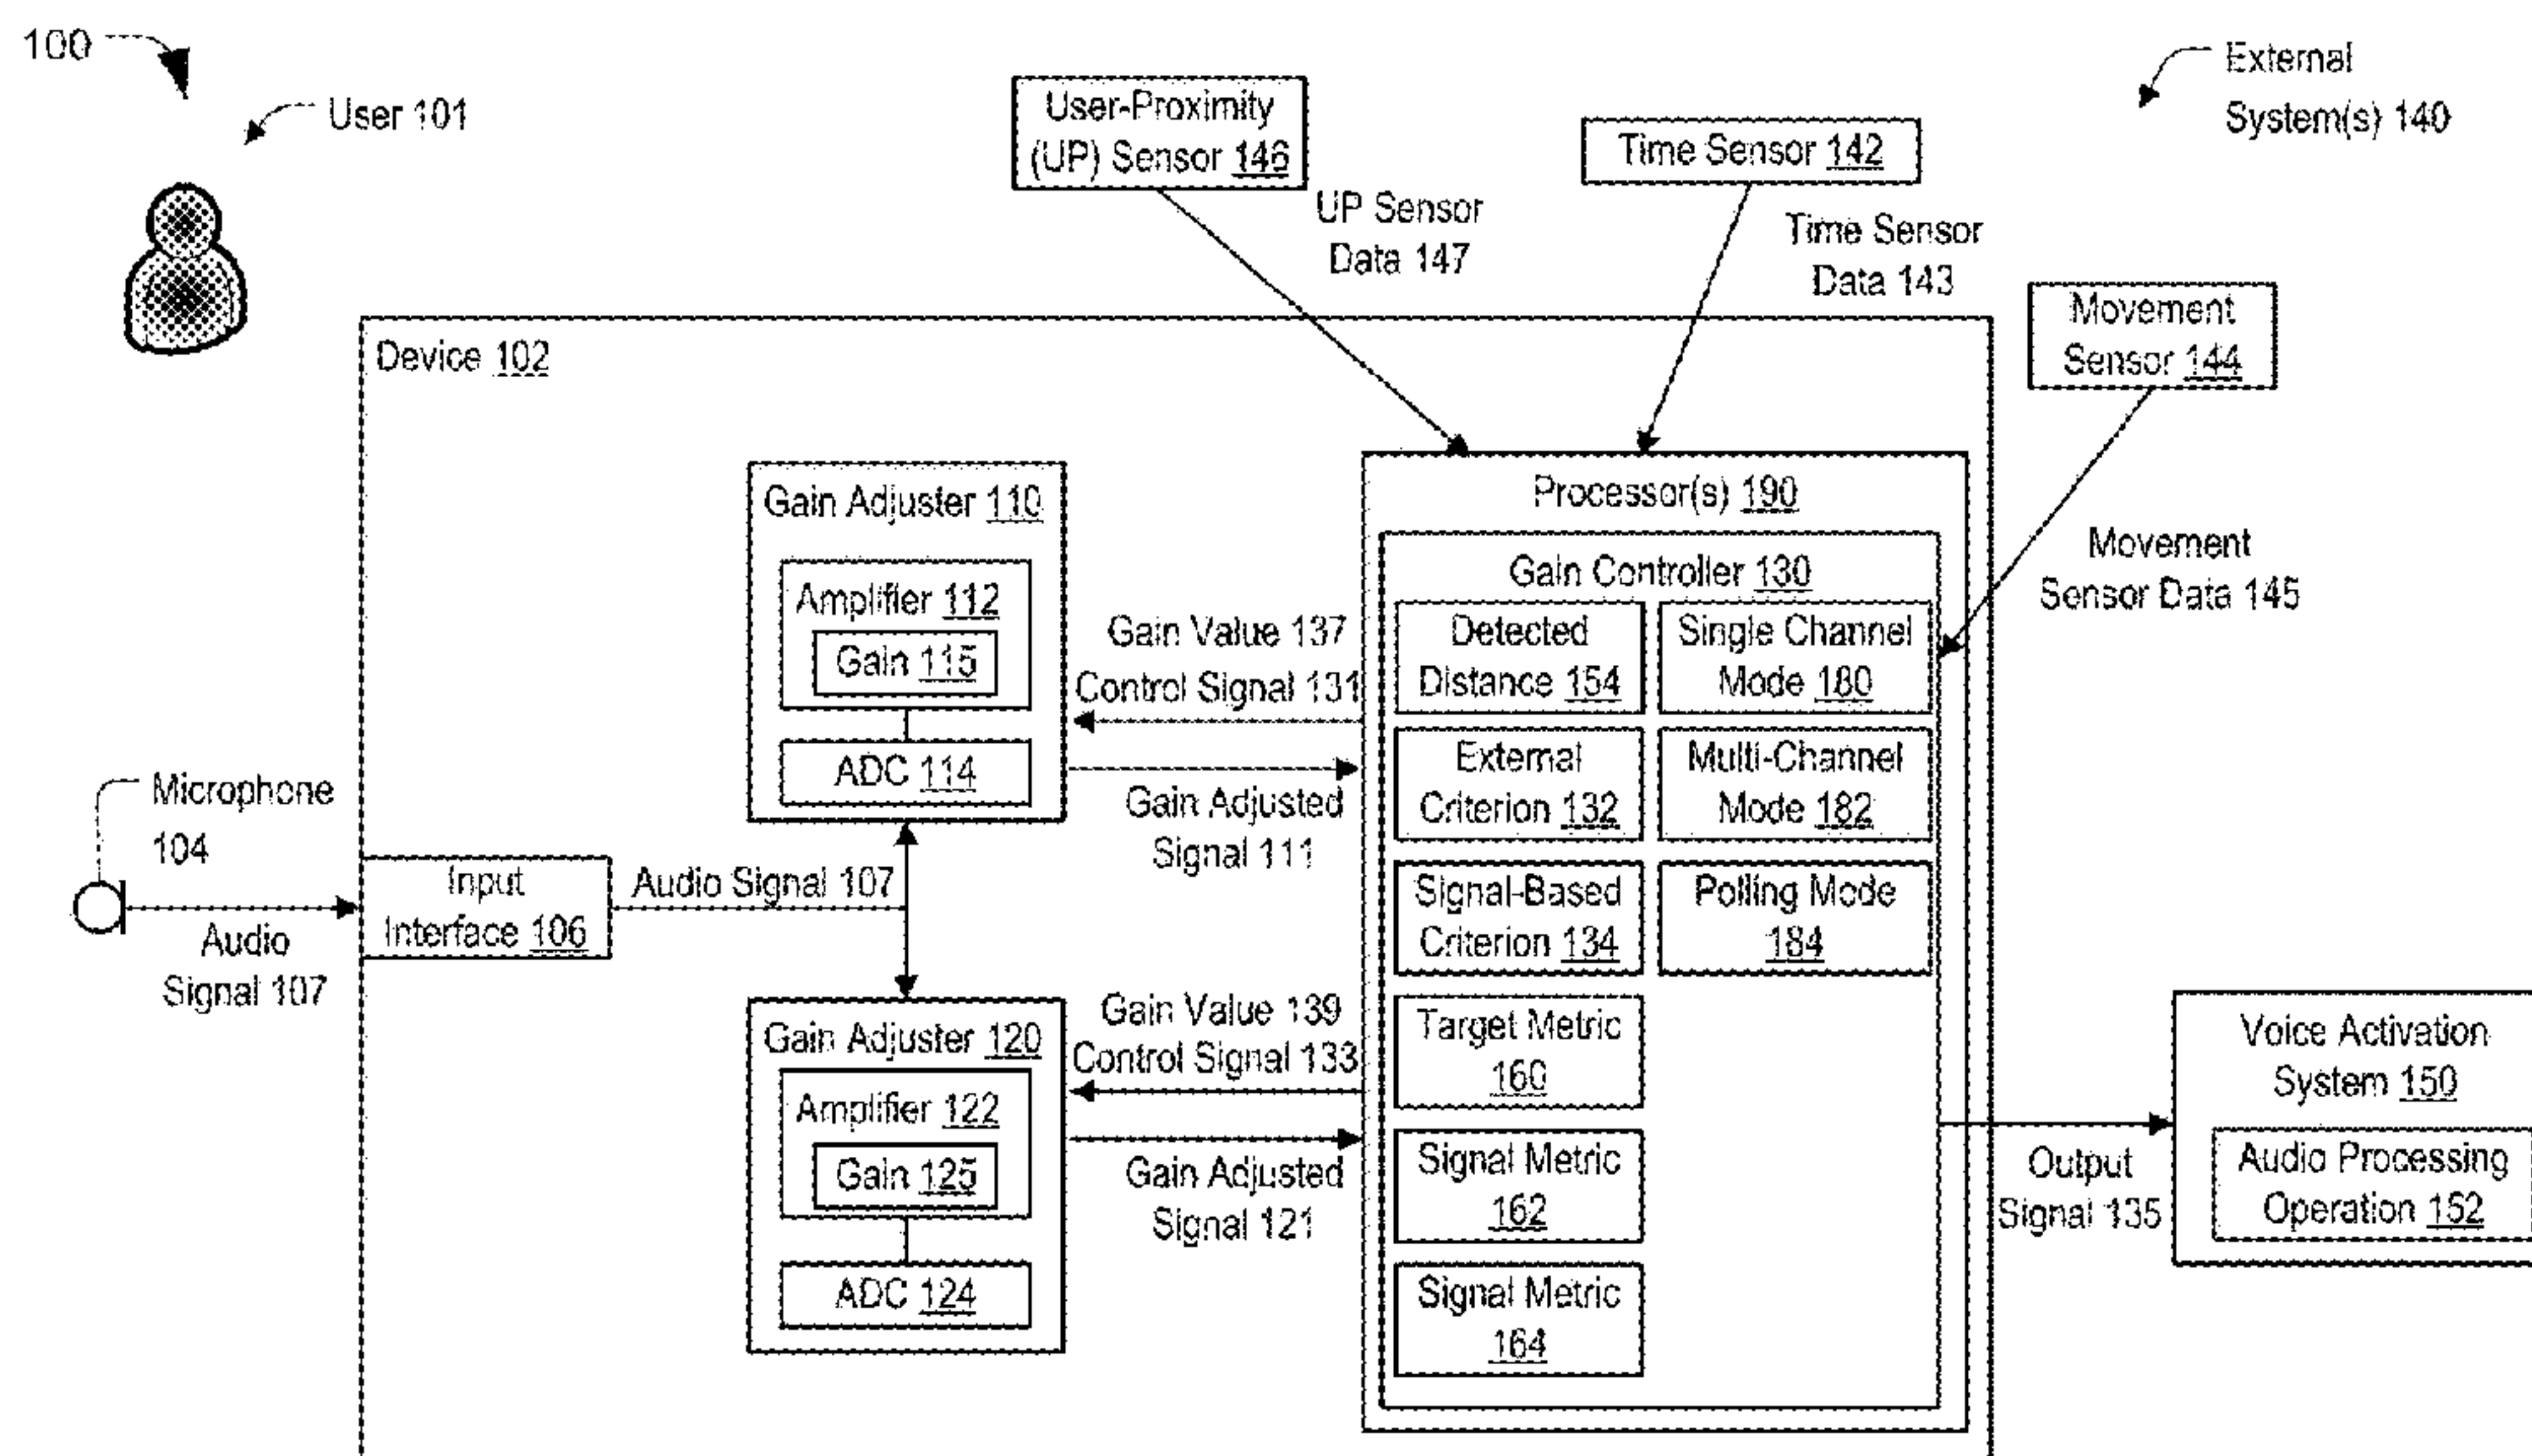 100
User 101
User-Proximity
(UP) Sensor 146
Time Sensor 142
External
System(s) 140
UP Sensor
Data 147
Time Sensor
Data 143
Movement
Sensor 144
Device 102
Movement
Sensor Data 145
Gain Adjuster 110
Amplifier 112
Gain 115
ADC 114
Gain Value 137
Control Signal 131
Gain Adjusted
Signal 111
Processor(s) 190
Gain Controller 130
Detected
Distance 154
Single Channel
Mode 180
External
Criterion 132
Multi-Channel
Mode 182
Signal-Based
Criterion 134
Polling Mode
184
Target Metric
160
Signal Metric
162
Signal Metric
164
Microphone
104
Audio
Signal 107
Input
Interface 106
Audio Signal 107
Gain Adjuster 120
Amplifier 122
Gain 125
ADC 124
Gain Value 139
Control Signal 133
Gain Adjusted
Signal 121
Output
Signal 135
Voice Activation
System 150
Audio Processing
Operation 152